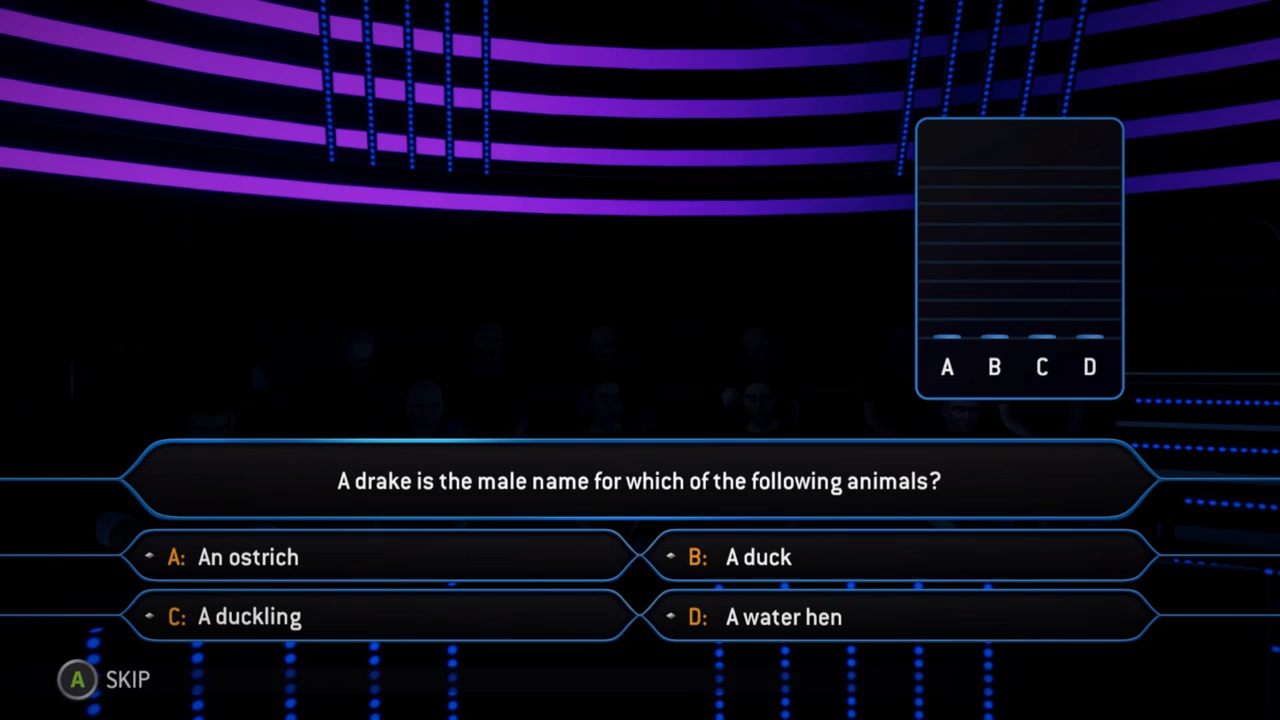 A B C D
A drake is the male name for which of the following animals?
A: An ostrich
B: A duck
C: A duckling
D: A water hen
A SKIP